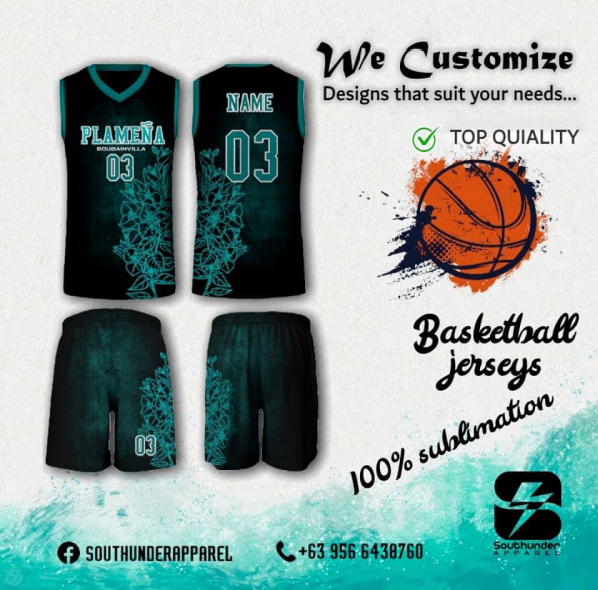 We Customize
Designs that suit your needs...
TOP QUIALITY
NAME
03
PLAMEÑA
BOUGAINVILLA
03
Basketball
jerseys
100% sublimation
03
Southunder
APPAREL
SOUTHUNDERAPPAREL
+63 956 6438760